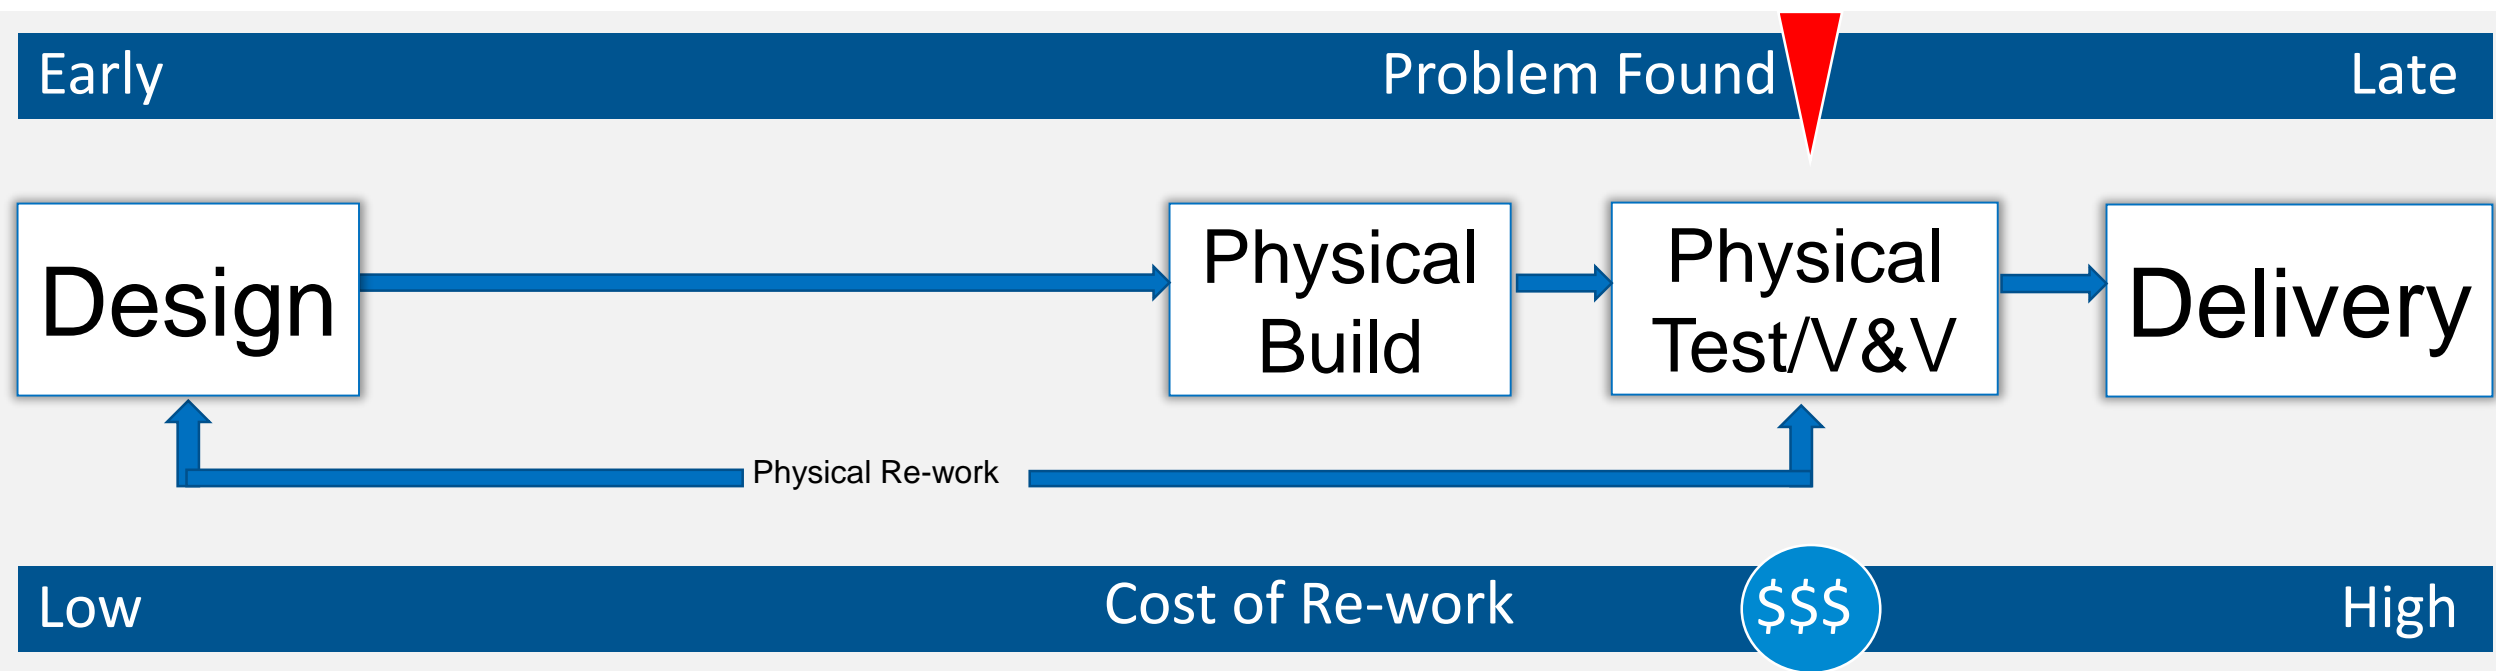 Early
Problem Found
Late
Design
Physical
Build
Physical
Test/V&V
Delivery
Physical Re-work
Low
Cost of Re-work
$$$
High